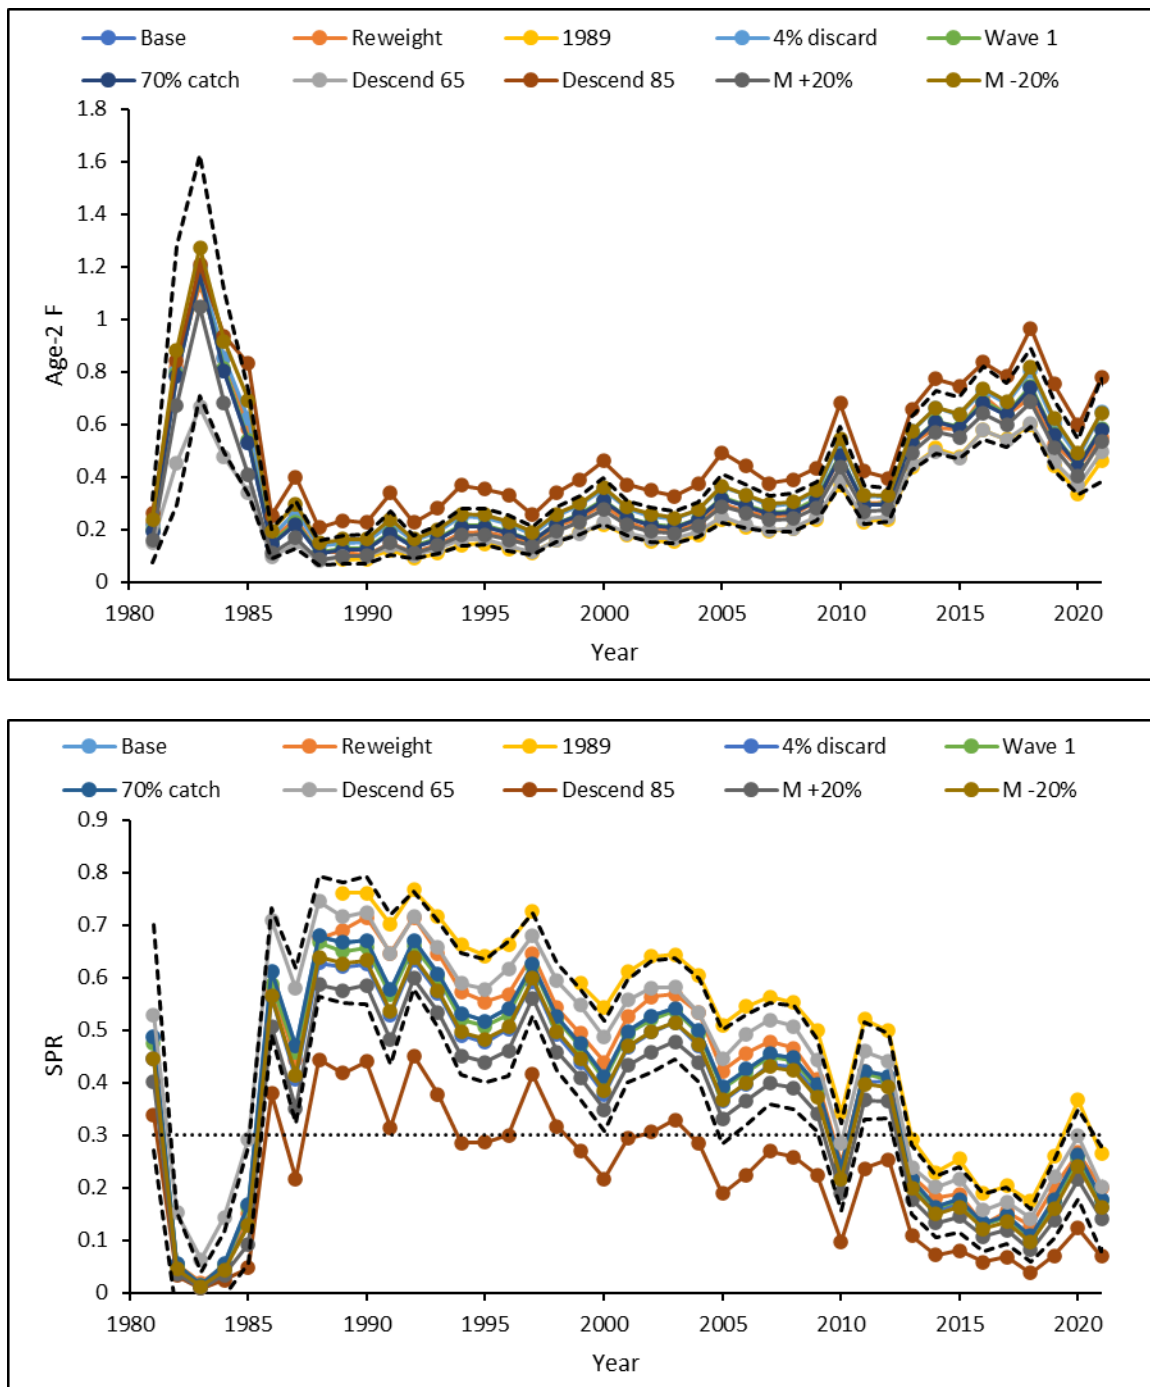 Base Reweight 1989 4% discard Wave 1
70% catch Descend 65 Descend 85 M +20% M -20%
1.8
1.6
1.4
1.2
1
0.8
0.6
0.4
0.2
0
Age-2 F
1980 1985 1990 1995 2000 2005 2010 2015 2020
Year
Base Reweight 1989 4% discard Wave 1
70% catch Descend 65 Descend 85 M +20% M -20%
0.9
0.8
0.7
0.6
0.5
0.4
0.3
0.2
0.1
0
SPR
1980 1985 1990 1995 2000 2005 2010 2015 2020
Year